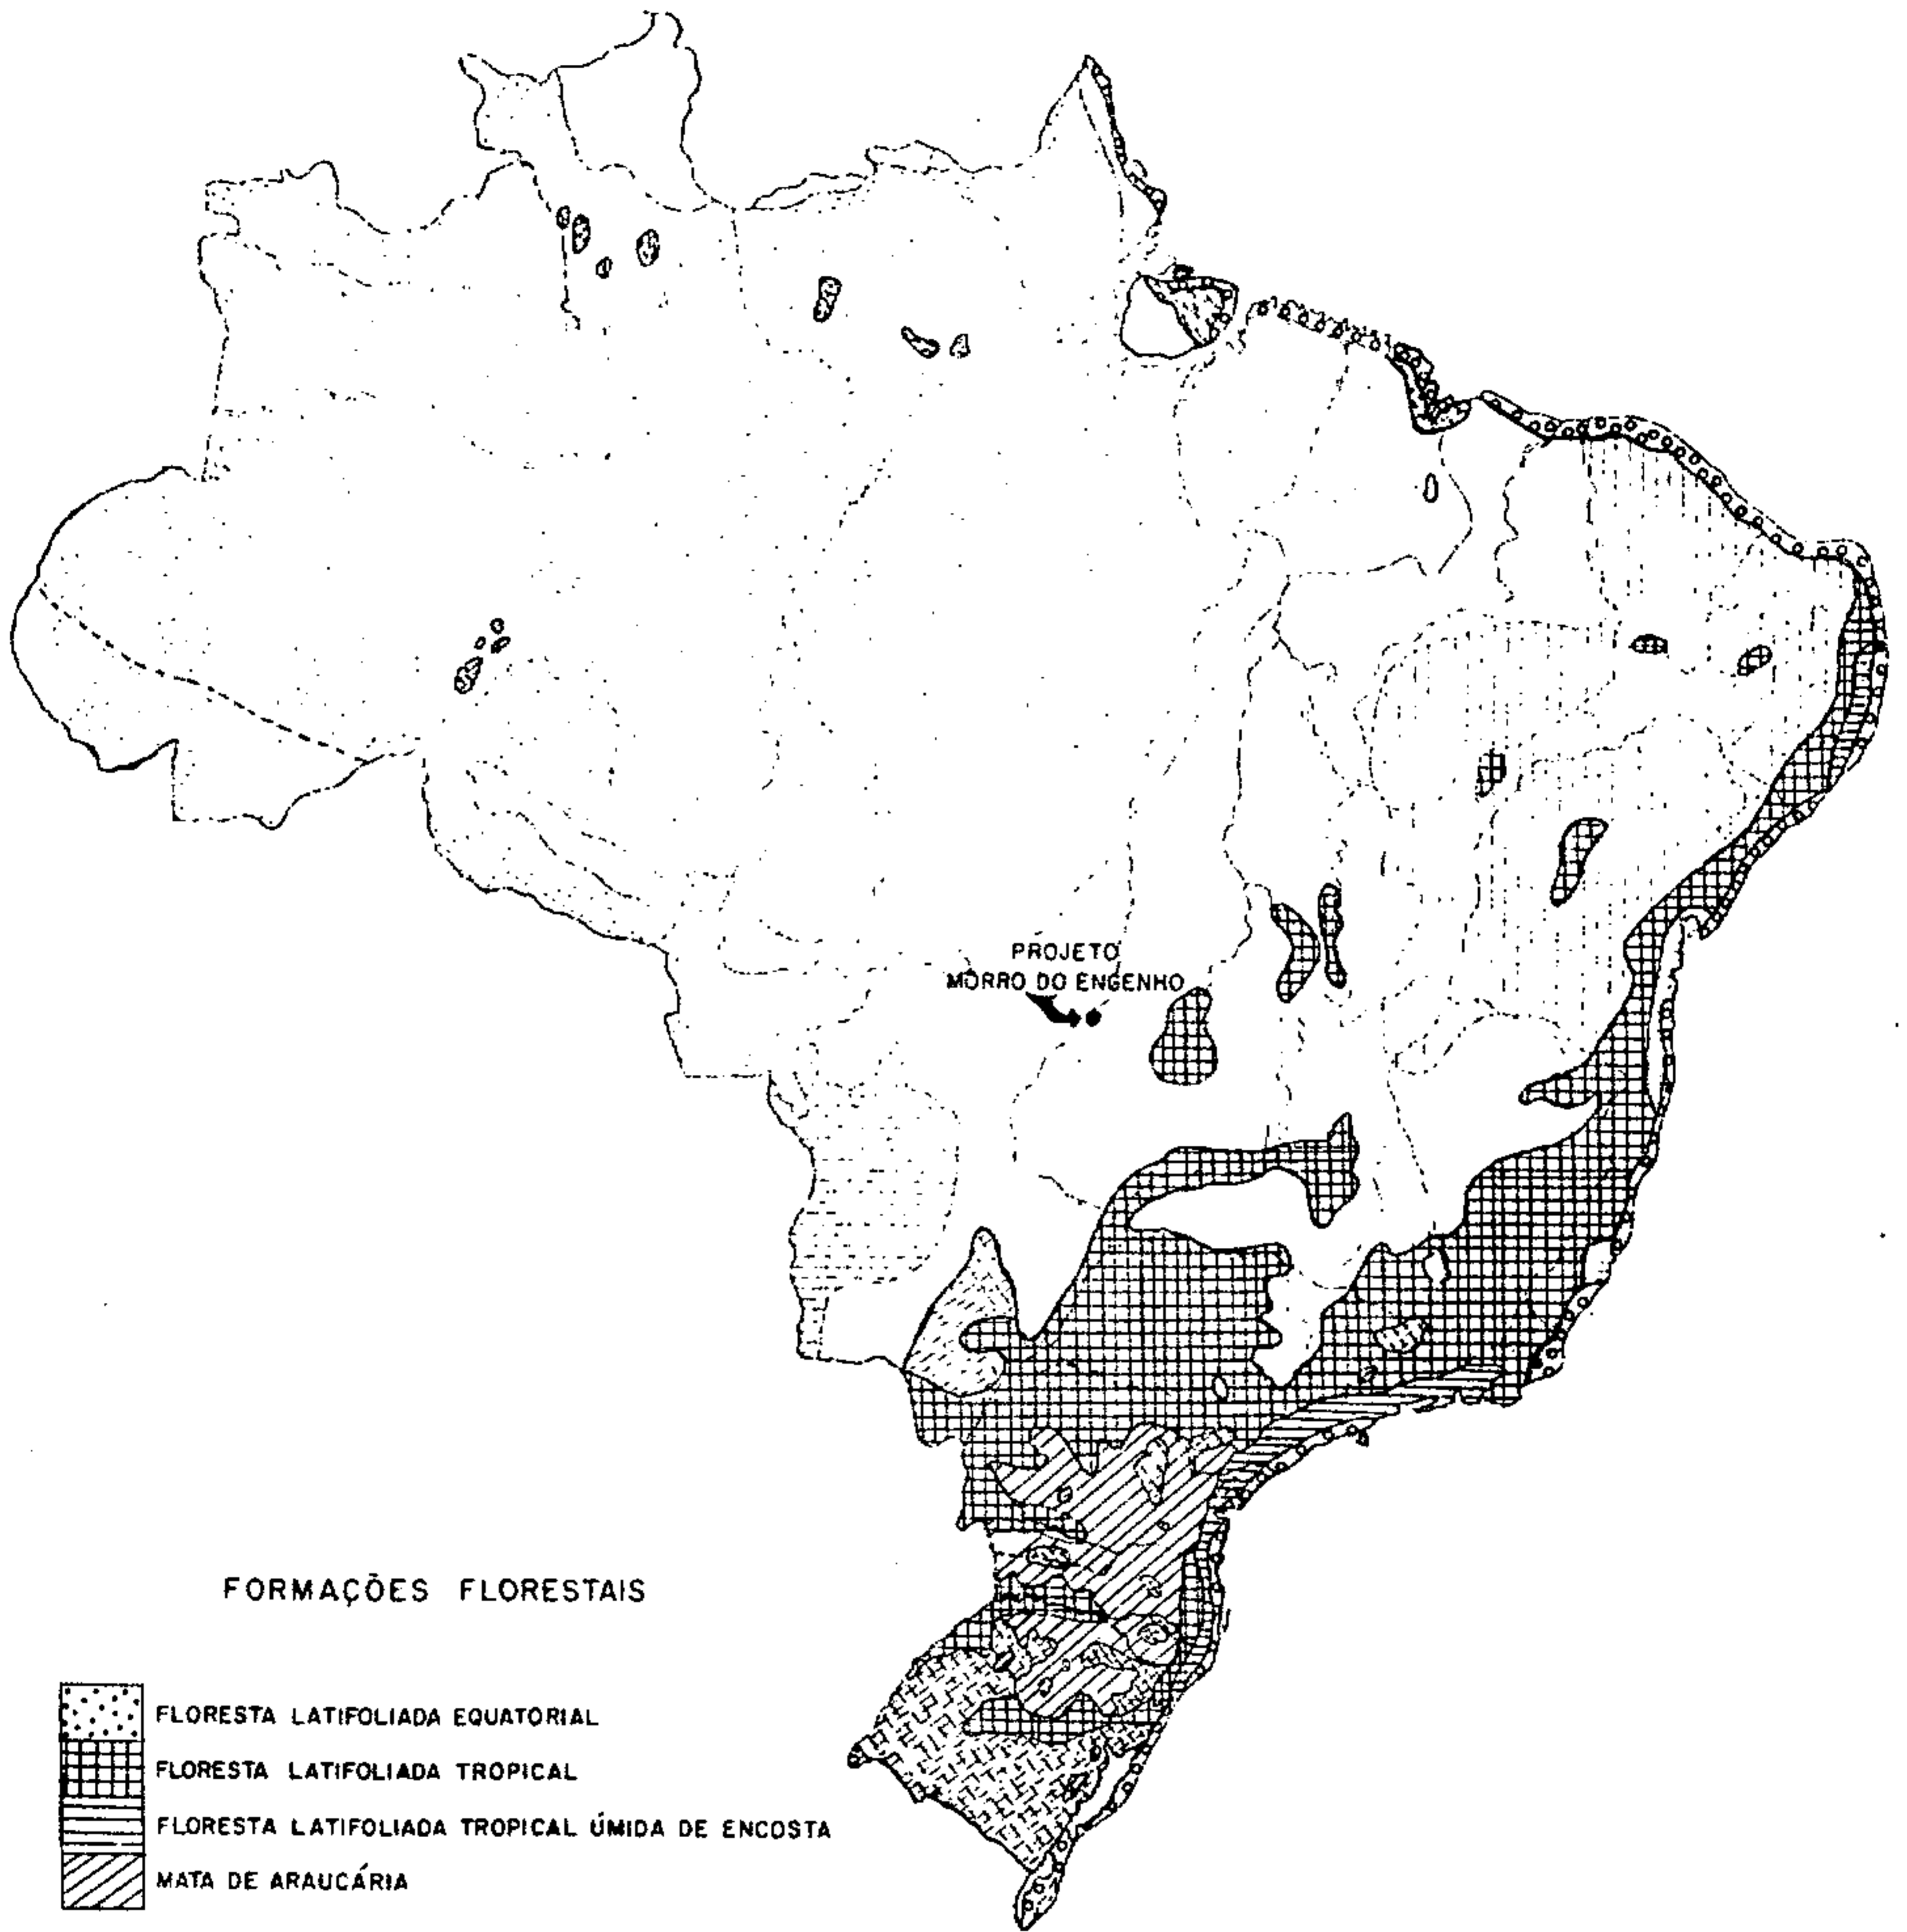 PROJETO
MORRO DO ENGENHO
FORMAÇÕES FLORESTAIS
FLORESTA LATIFOLIADA EQUATORIAL
FLORESTA LATIFOLIADA TROPICAL
FLORESTA LATIFOLIADA TROPICAL ÚMIDA DE ENCOSTA
MATA DE ARAUCÁRIA